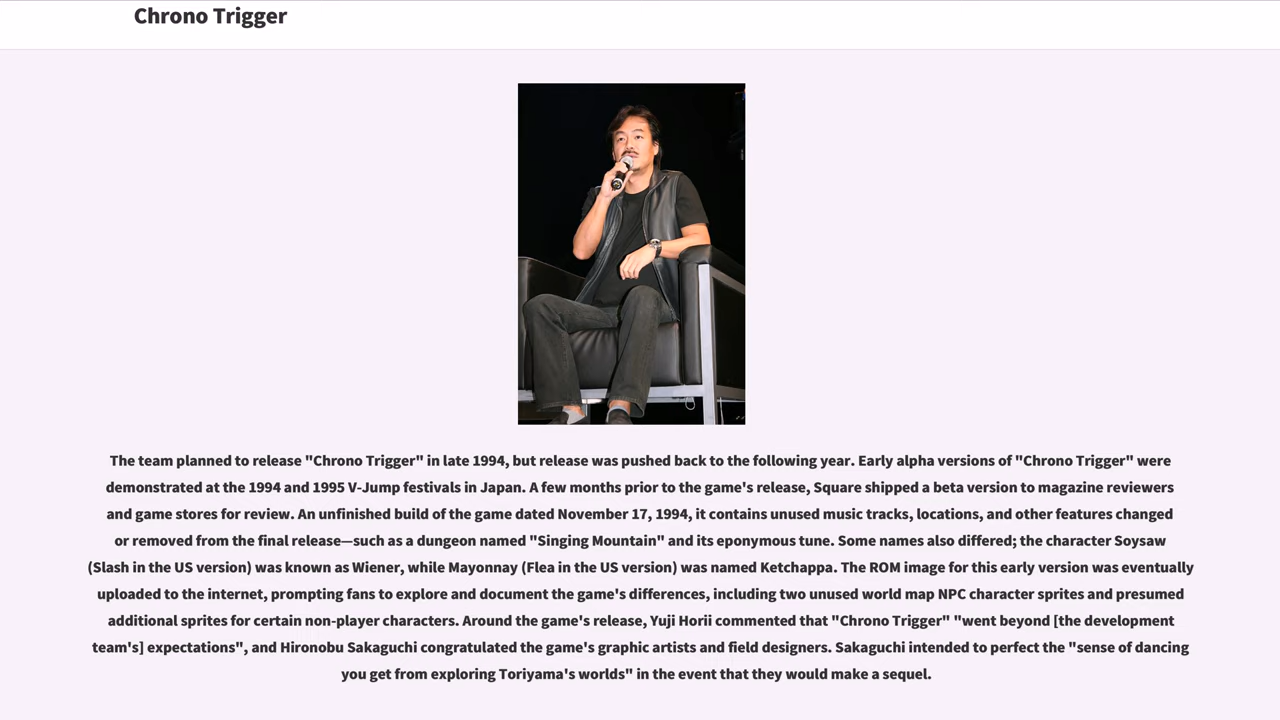 Chrono Trigger
The team planned to release "Chrono Trigger" in late 1994, but release was pushed back to the following year. Early alpha versions of "Chrono Trigger" were
demonstrated at the 1994 and 1995 V-Jump festivals in Japan. A few months prior to the game's release, Square shipped a beta version to magazine reviewers
and game stores for review. An unfinished build of the game dated November 17, 1994, it contains unused music tracks, locations, and other features changed
or removed from the final release—such as a dungeon named "Singing Mountain" and its eponymous tune. Some names also differed; the character Soysaw
(Slash in the US version) was known as Wiener, while Mayonnay (Flea in the US version) was named Ketchappa. The ROM image for this early version was eventually
uploaded to the internet, prompting fans to explore and document the game's differences, including two unused world map NPC character sprites and presumed
additional sprites for certain non-player characters. Around the game's release, Yuji Horii commented that "Chrono Trigger" "went beyond [the development
team's] expectations", and Hironobu Sakaguchi congratulated the game's graphic artists and field designers. Sakaguchi intended to perfect the "sense of dancing
you get from exploring Toriyama's worlds" in the event that they would make a sequel.